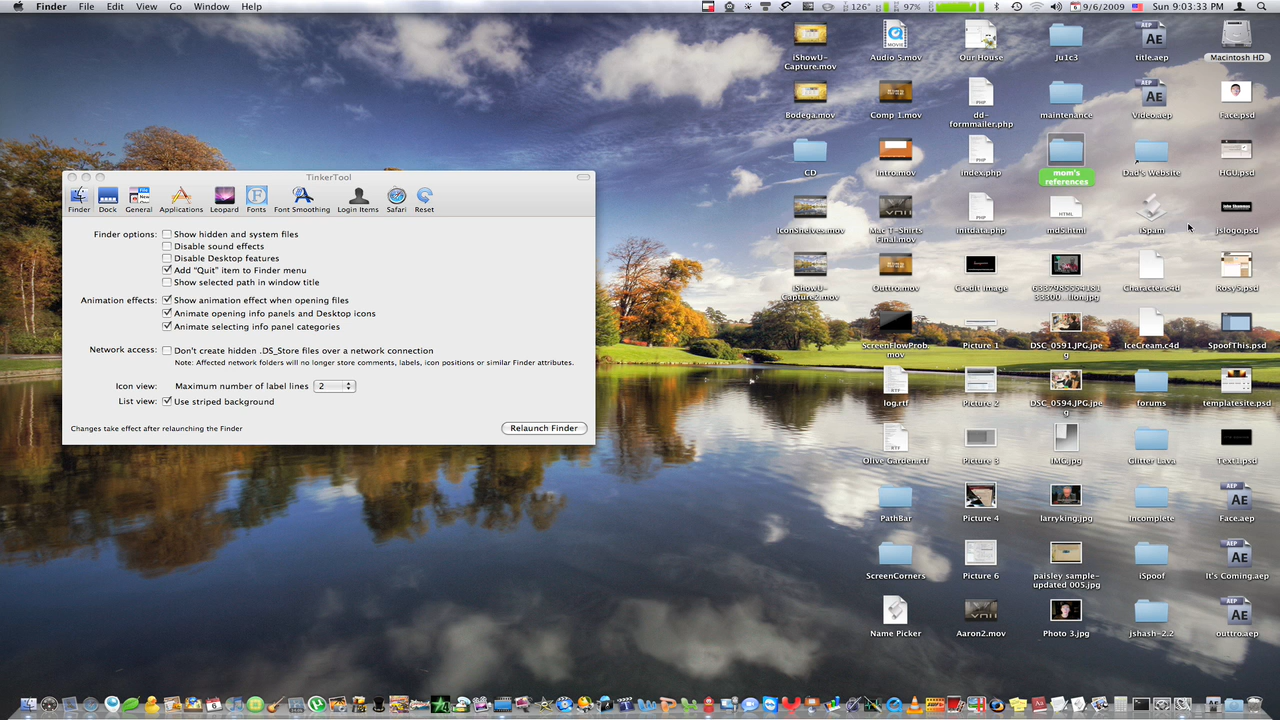 Finder File Edit View Go Window Help
126° 97% 9/6/2009 Sun 9:03:33 PM
TinkerTool
Finder Dock General Applications Leopard Fonts Font Smoothing Login Items Safari Reset
Finder options: Show hidden and system files
Disable sound effects
Disable Desktop features
Add "Quit" item to Finder menu
Show selected path in window title
Animation effects: Show animation effect when opening files
Animate opening info panels and Desktop icons
Animate selecting info panel categories
Network access: Don't create hidden .DS_Store files over a network connection
Note: Affected network folders will no longer store comments, labels, icon positions or similar Finder attributes.
Icon view: Maximum number of label lines 2
List view: Use striped background
Changes take effect after relaunching the Finder
Relaunch Finder
iShowU-
Capture.mov
Audio 5.mov
Our House
Ju1c3
title.aep
Macintosh HD
Bodega.mov
Comp 1.mov
dd-
formmailer.php
maintenance
Video.aep
Face.psd
CD
Intro.mov
index.php
mom's
references
Dad's Website
HGU.psd
IconShelves.mov
Mac T-Shirts
Final.mov
initdata.php
HTML
md5.html
iSpam
jslogo.psd
iShowU-
Capture2.mov
Outtro.mov
Credit Image
Character.c4d
Rosy5.psd
ScreenFlowProb.
mov
Picture 1
DSC_0591.JPG.jpe
g
IceCream.c4d
SpoofThis.psd
log.rtf
Picture 2
DSC_0594.JPG.jpe
g
forums
templatesite.psd
Olive Garden.rtf
Picture 3
IMG.jpg
Glitter Lava
Text1.psd
PathBar
Picture 4
larryking.jpg
Incomplete
Face.aep
ScreenCorners
Picture 6
paisley sample-
updated 005.jpg
iSpoof
It's Coming.aep
Name Picker
Aaron2.mov
Photo 3.jpg
jshash-2.2
outtro.aep